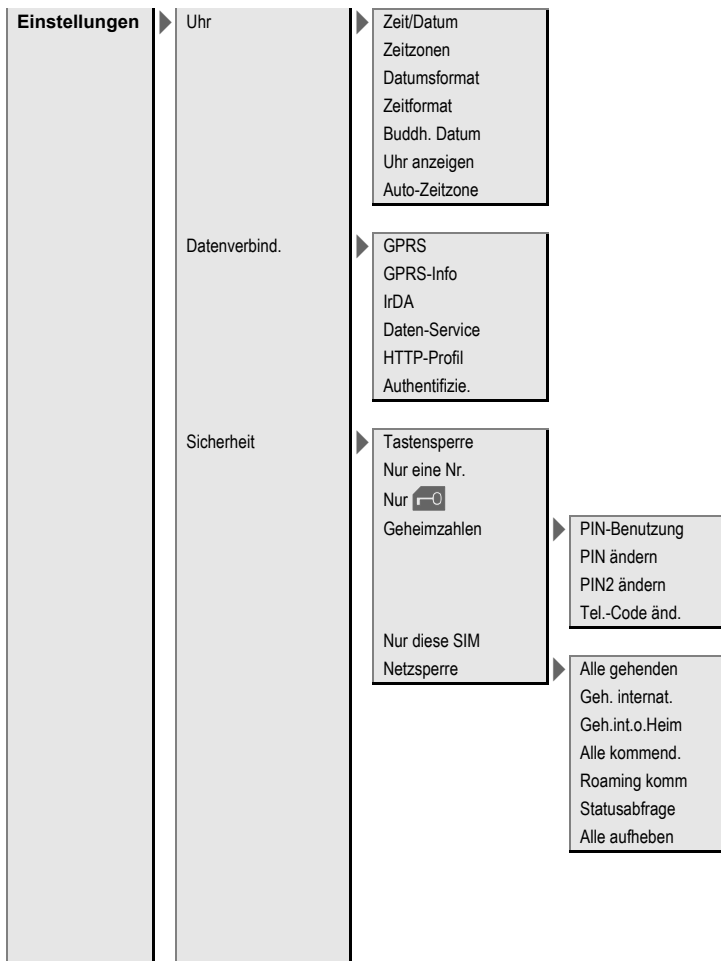 Einstellungen
Uhr
Zeit/Datum
Zeitzonen
Datumsformat
Zeitformat
Buddh. Datum
Uhr anzeigen
Auto-Zeitzone
Datenverbind.
GPRS
GPRS-Info
IrDA
Daten-Service
HTTP-Profil
Authentifizie.
Sicherheit
Tastensperre
Nur eine Nr.
Nur
Geheimzahlen
PIN-Benutzung
PIN ändern
PIN2 ändern
Tel.-Code änd.
Nur diese SIM
Netzsperre
Alle gehenden
Geh. internat.
Geh.int.o.Heim
Alle kommend.
Roaming komm
Statusabfrage
Alle aufheben